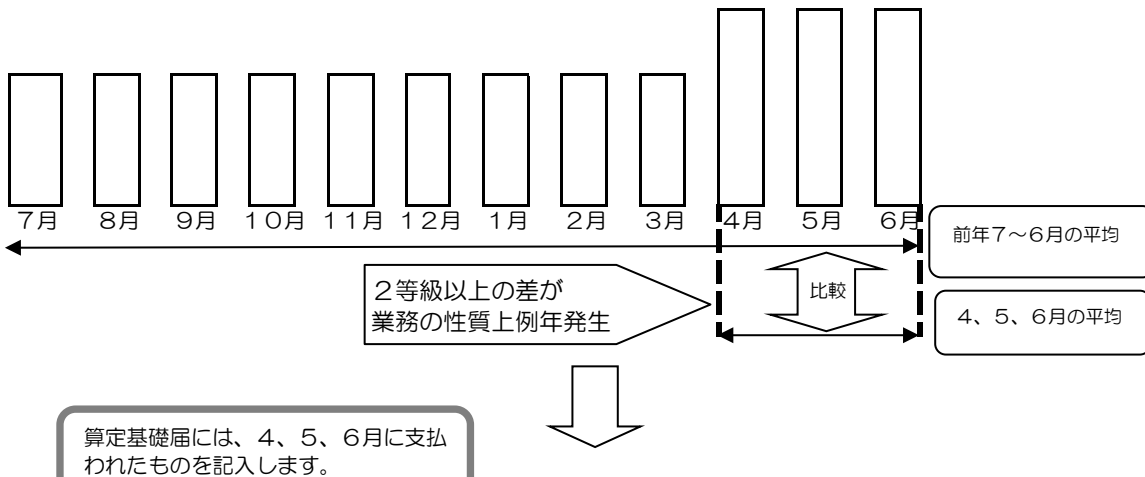 7月 8月 9月 10月 11月 12月 1月 2月 3月 4月 5月 6月
前年7～6月の平均
2等級以上の差が
業務の性質上例年発生
比較
4、5、6月の平均
算定基礎届には、4、5、6月に支払
われたものを記入します。